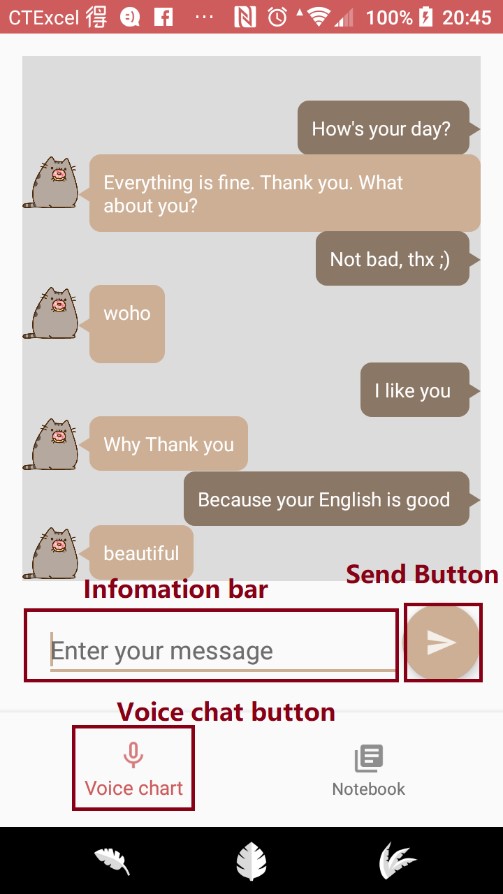 CTExcel 得 ... 100% 20:45
How's your day?
Everything is fine. Thank you. What
about you?
Not bad, thx ;)
woho
I like you
Why Thank you
Because your English is good
beautiful
Infomation bar
Send Button
Enter your message
Voice chat button
Voice chart
Notebook